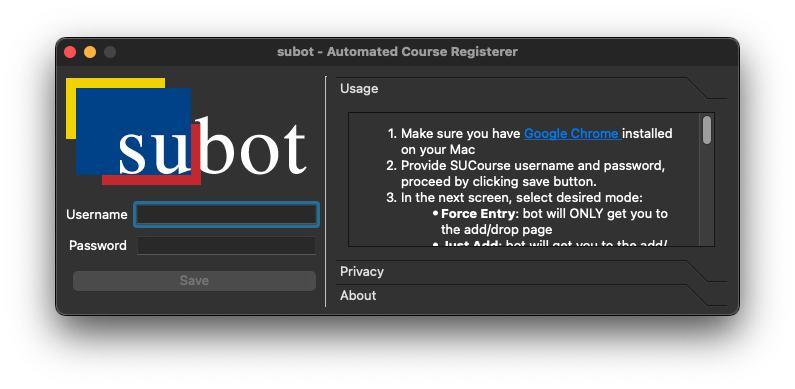 subot - Automated Course Registerer
subot
Username
Password
Save
Usage
1. Make sure you have Google Chrome installed
on your Mac
2. Provide SUCourse username and password,
proceed by clicking save button.
3. In the next screen, select desired mode:
• Force Entry: bot will ONLY get you to
the add/drop page
• Just Add: bot will get you to the add/
Privacy
About